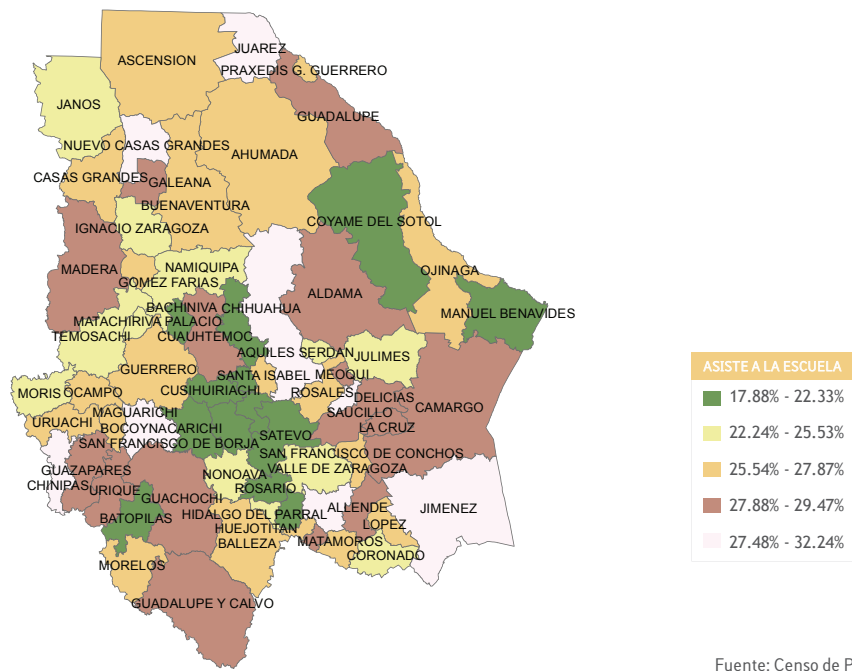 JUAREZ
ASCENSION
PRAXEDIS G. GUERRERO
JANOS
GUADALUPE
NUEVO CASAS GRANDES
AHUMADA
CASAS GRANDES
GALEANA
BUENAVENTURA
COYAME DEL SOTOL
IGNACIO ZARAGOZA
MADERA
NAMIQUIPA
OJINAGA
GOMEZ FARIAS
ALDAMA
BACHINIVA
CHIHUAHUA
MANUEL BENAVIDES
MATACHI
RIVA PALACIO
TEMOSACHI
CUAUHTEMOC
AQUILES SERDAN
JULIMES
GUERRERO
SANTA ISABEL
MEOQUI
MORIS
OCAMPO
CUSIHUIRIACHI
ROSALES
DELICIAS
CAMARGO
MAGUARICHI
SAUCILLO
URUACHI
BOCOYNA
CARICHI
LA CRUZ
SATEVO
SAN FRANCISCO DE BORJA
SAN FRANCISCO DE CONCHOS
GUAZAPARES
NONOAVA
VALLE DE ZARAGOZA
CHINIPAS
URIQUE
ROSARIO
GUACHOCHI
ALLENDE
JIMENEZ
BATOPILAS
HIDALGO DEL PARRAL
HUEJOTITAN
LOPEZ
BALLEZA
MATAMOROS
CORONADO
MORELOS
GUADALUPE Y CALVO
ASISTE A LA ESCUELA
17.88% - 22.33%
22.24% - 25.53%
25.54% - 27.87%
27.88% - 29.47%
27.48% - 32.24%
Fuente: Censo de P